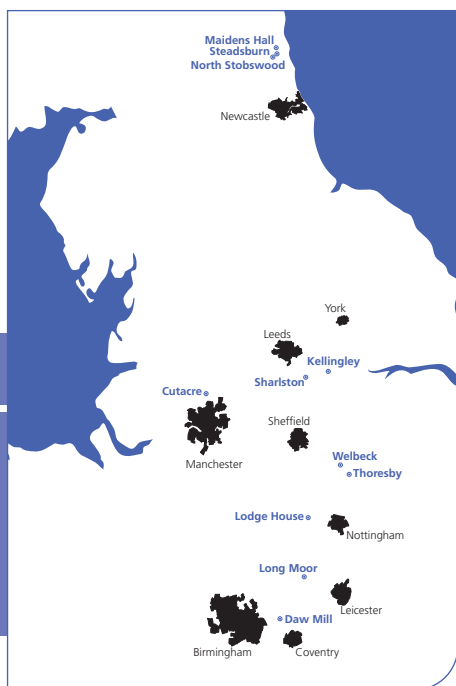 Maidens Hall
Steadsburn
North Stobswood
Newcastle
York
Leeds
Kellingley
Sharlston
Cutacre
Sheffield
Manchester
Welbeck
Thoresby
Lodge House
Nottingham
Long Moor
Leicester
Daw Mill
Birmingham
Coventry